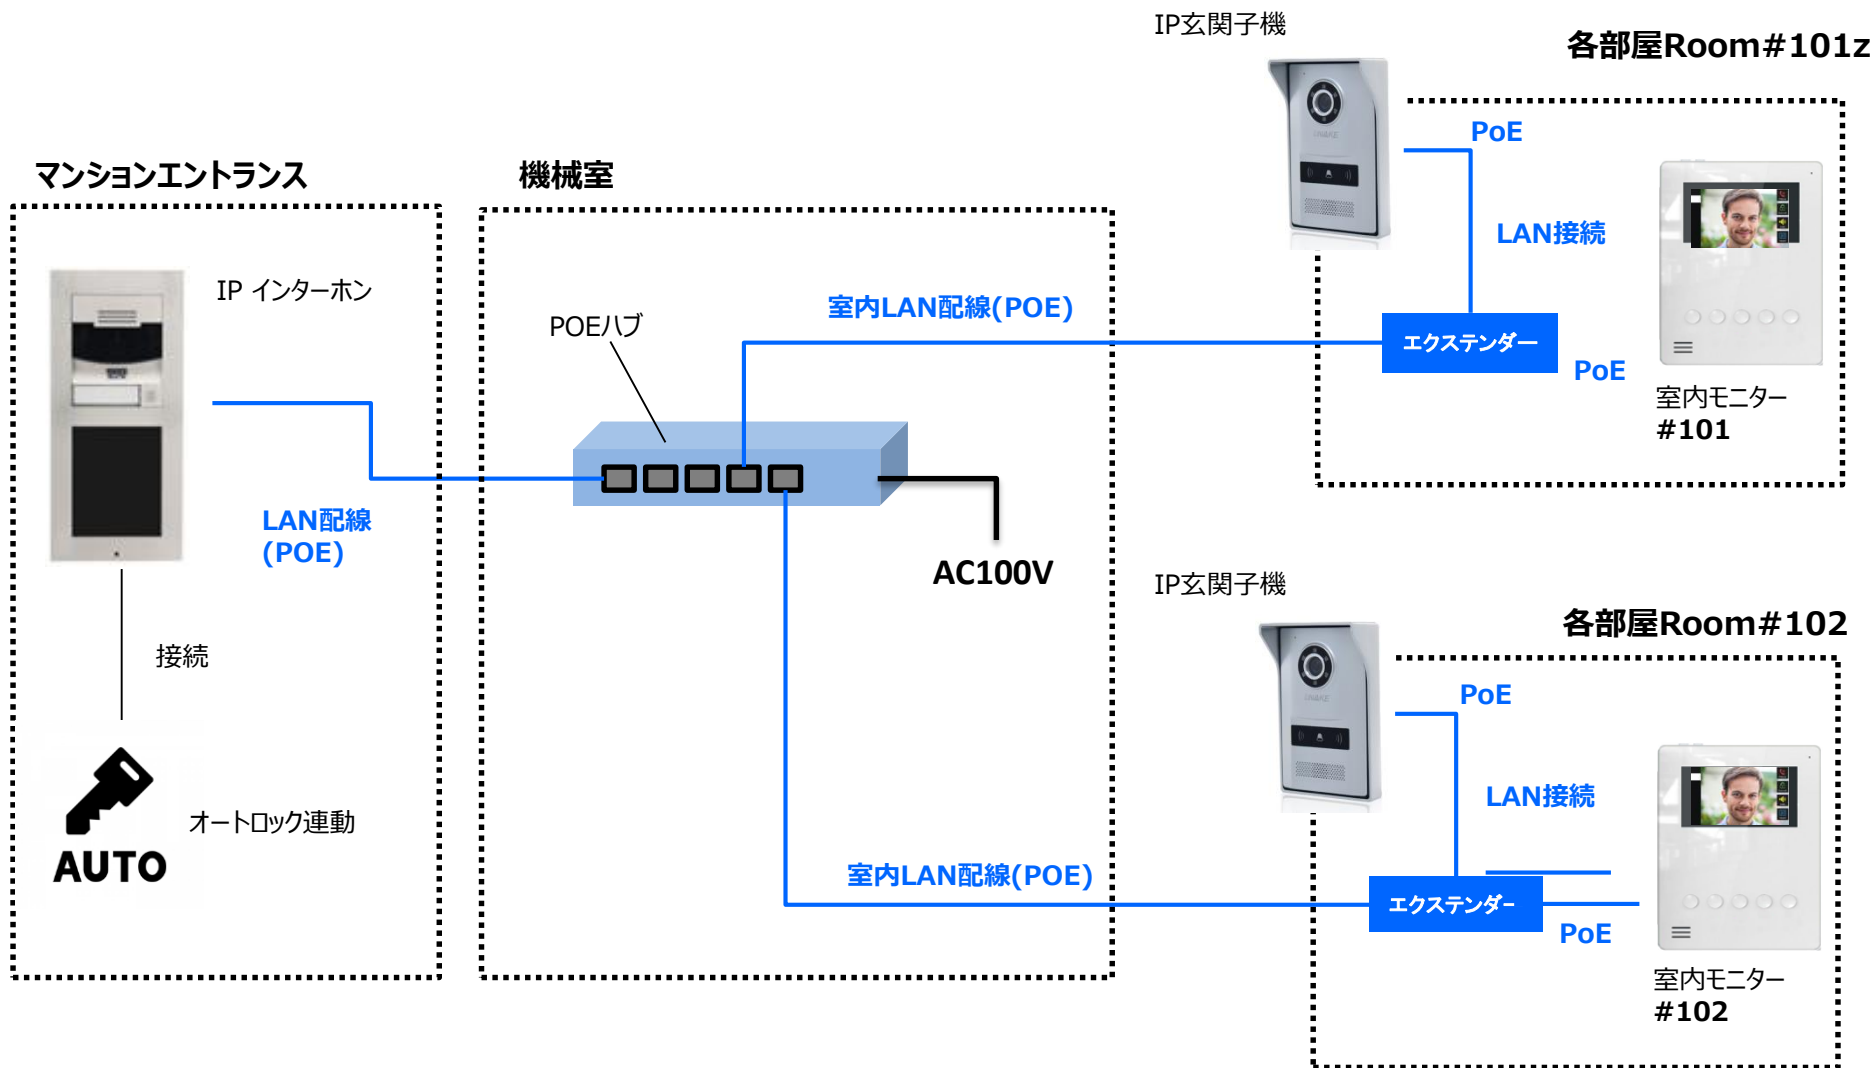 IP玄関子機
各部屋Room#101z
PoE
マンションエントランス
機械室
LAN接続
IP インターホン
室内LAN配線(POE)
POEハブ
エクステンダー
PoE
室内モニター
#101
LAN配線
(POE)
AC100V
IP玄関子機
各部屋Room#102
接続
PoE
LAN接続
オートロック連動
AUTO
室内LAN配線(POE)
エクステンダー
PoE
室内モニター
#102